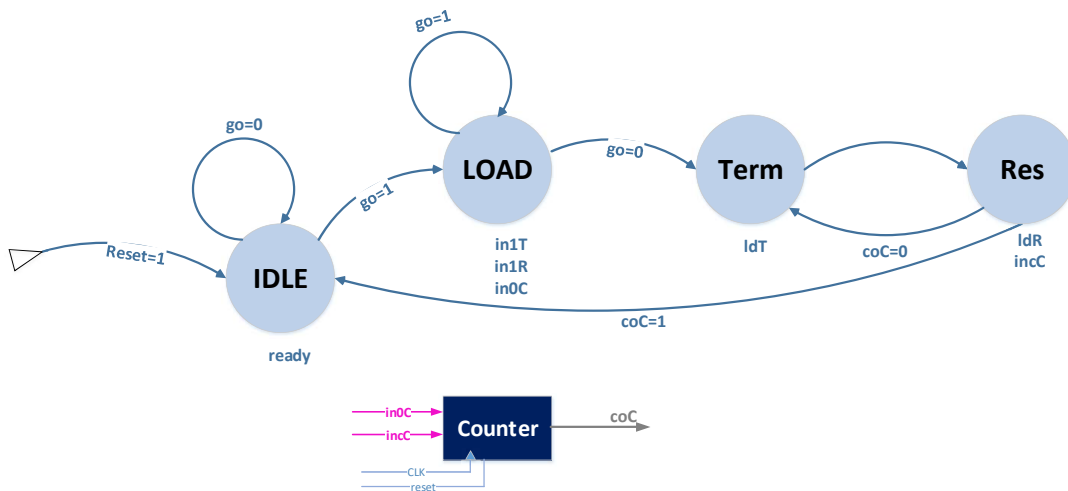 go=1
go=0
LOAD
go=0
Term
Res
go=1
Reset=1
IDLE
in1T
in1R
in0C
ldT
coC=0
ldR
incC
coC=1
ready
in0C
incC
Counter
coC
CLK
reset